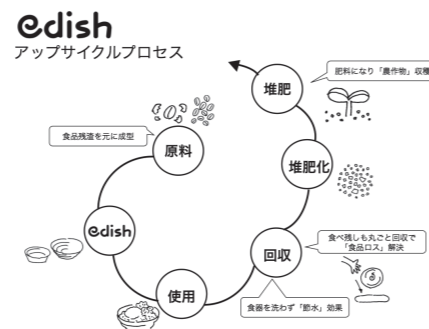 edish
アップサイクルプロセス
堆肥
肥料になり「農作物」収穫
食品残渣を元に成型
原料
堆肥化
edish
食べ残しも丸ごと回収で
「食品ロス」解決
回収
使用
食器を洗わず「節水」効果